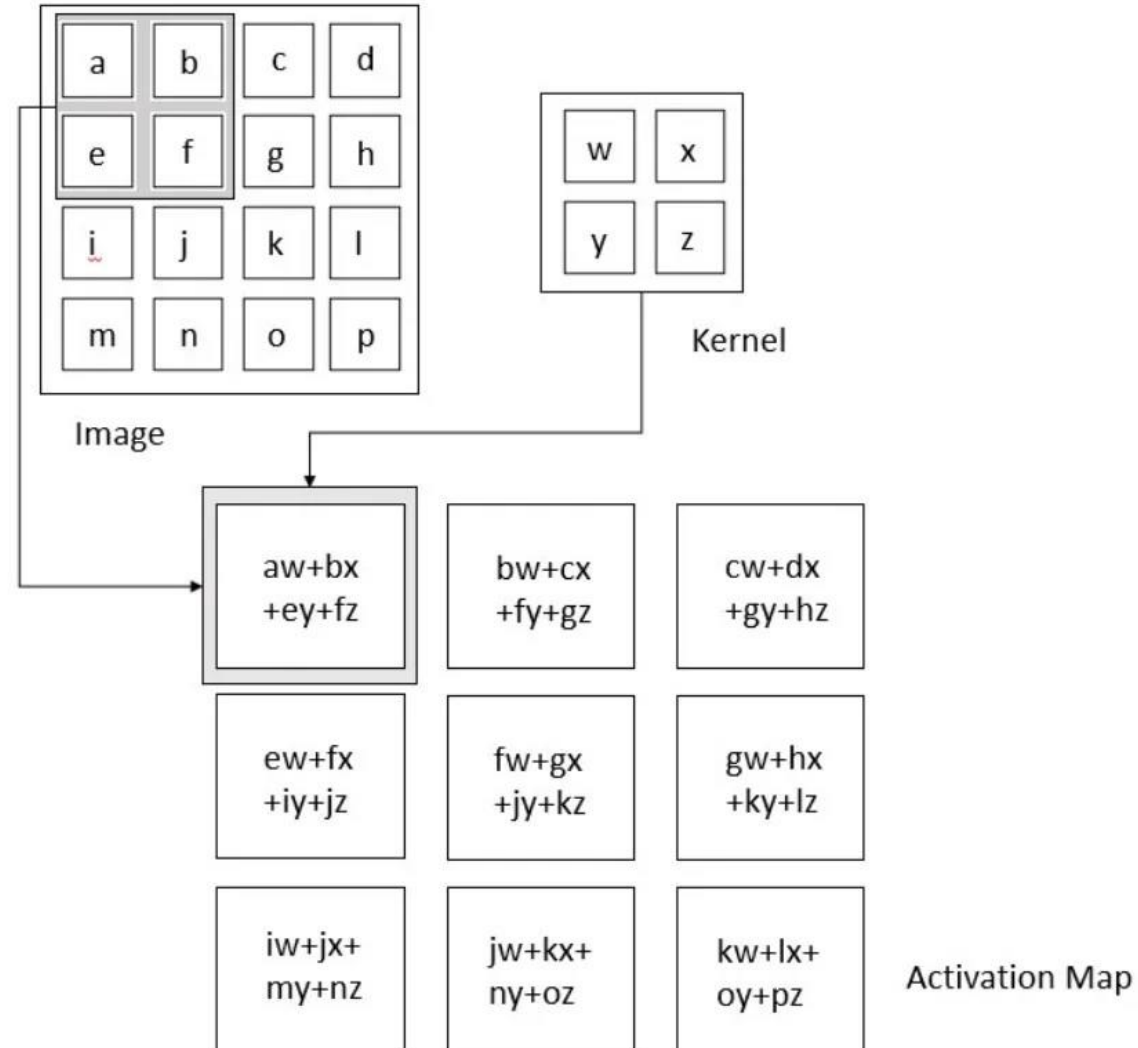 a b c d
e f g h
i j k l
m n o p
Image
w x
y z
Kernel
aw+bx
+ey+fz
bw+cx
+fy+gz
cw+dx
+gy+hz
ew+fx
+iy+jz
fw+gx
+jy+kz
gw+hx
+ky+lz
iw+jx+
my+nz
jw+kx+
ny+oz
kw+lx+
oy+pz
Activation Map